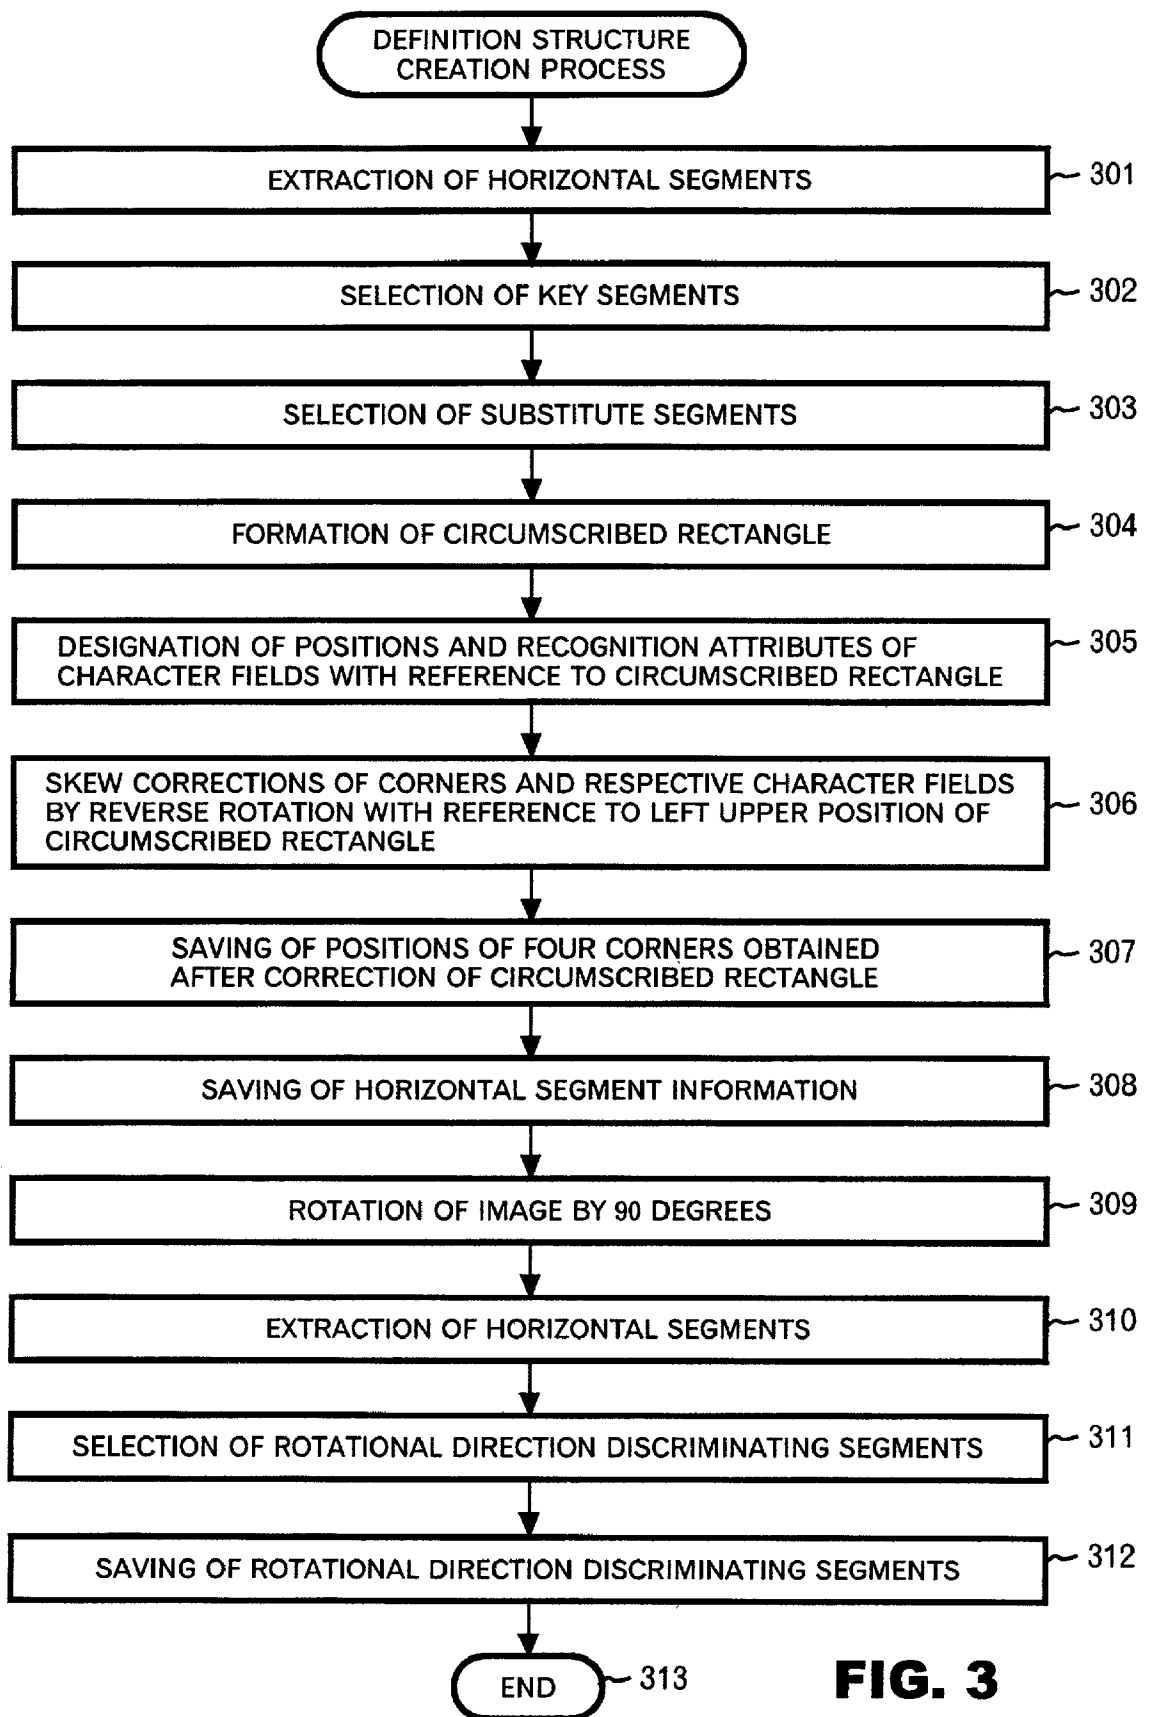 DEFINITION STRUCTURE
CREATION PROCESS
EXTRACTION OF HORIZONTAL SEGMENTS
301
SELECTION OF KEY SEGMENTS
302
SELECTION OF SUBSTITUTE SEGMENTS
303
FORMATION OF CIRCUMSCRIBED RECTANGLE
304
DESIGNATION OF POSITIONS AND RECOGNITION ATTRIBUTES OF
CHARACTER FIELDS WITH REFERENCE TO CIRCUMSCRIBED RECTANGLE
305
SKEW CORRECTIONS OF CORNERS AND RESPECTIVE CHARACTER FIELDS
BY REVERSE ROTATION WITH REFERENCE TO LEFT UPPER POSITION OF
CIRCUMSCRIBED RECTANGLE
306
SAVING OF POSITIONS OF FOUR CORNERS OBTAINED
AFTER CORRECTION OF CIRCUMSCRIBED RECTANGLE
307
SAVING OF HORIZONTAL SEGMENT INFORMATION
308
ROTATION OF IMAGE BY 90 DEGREES
309
EXTRACTION OF HORIZONTAL SEGMENTS
310
SELECTION OF ROTATIONAL DIRECTION DISCRIMINATING SEGMENTS
311
SAVING OF ROTATIONAL DIRECTION DISCRIMINATING SEGMENTS
312
END
313
FIG. 3